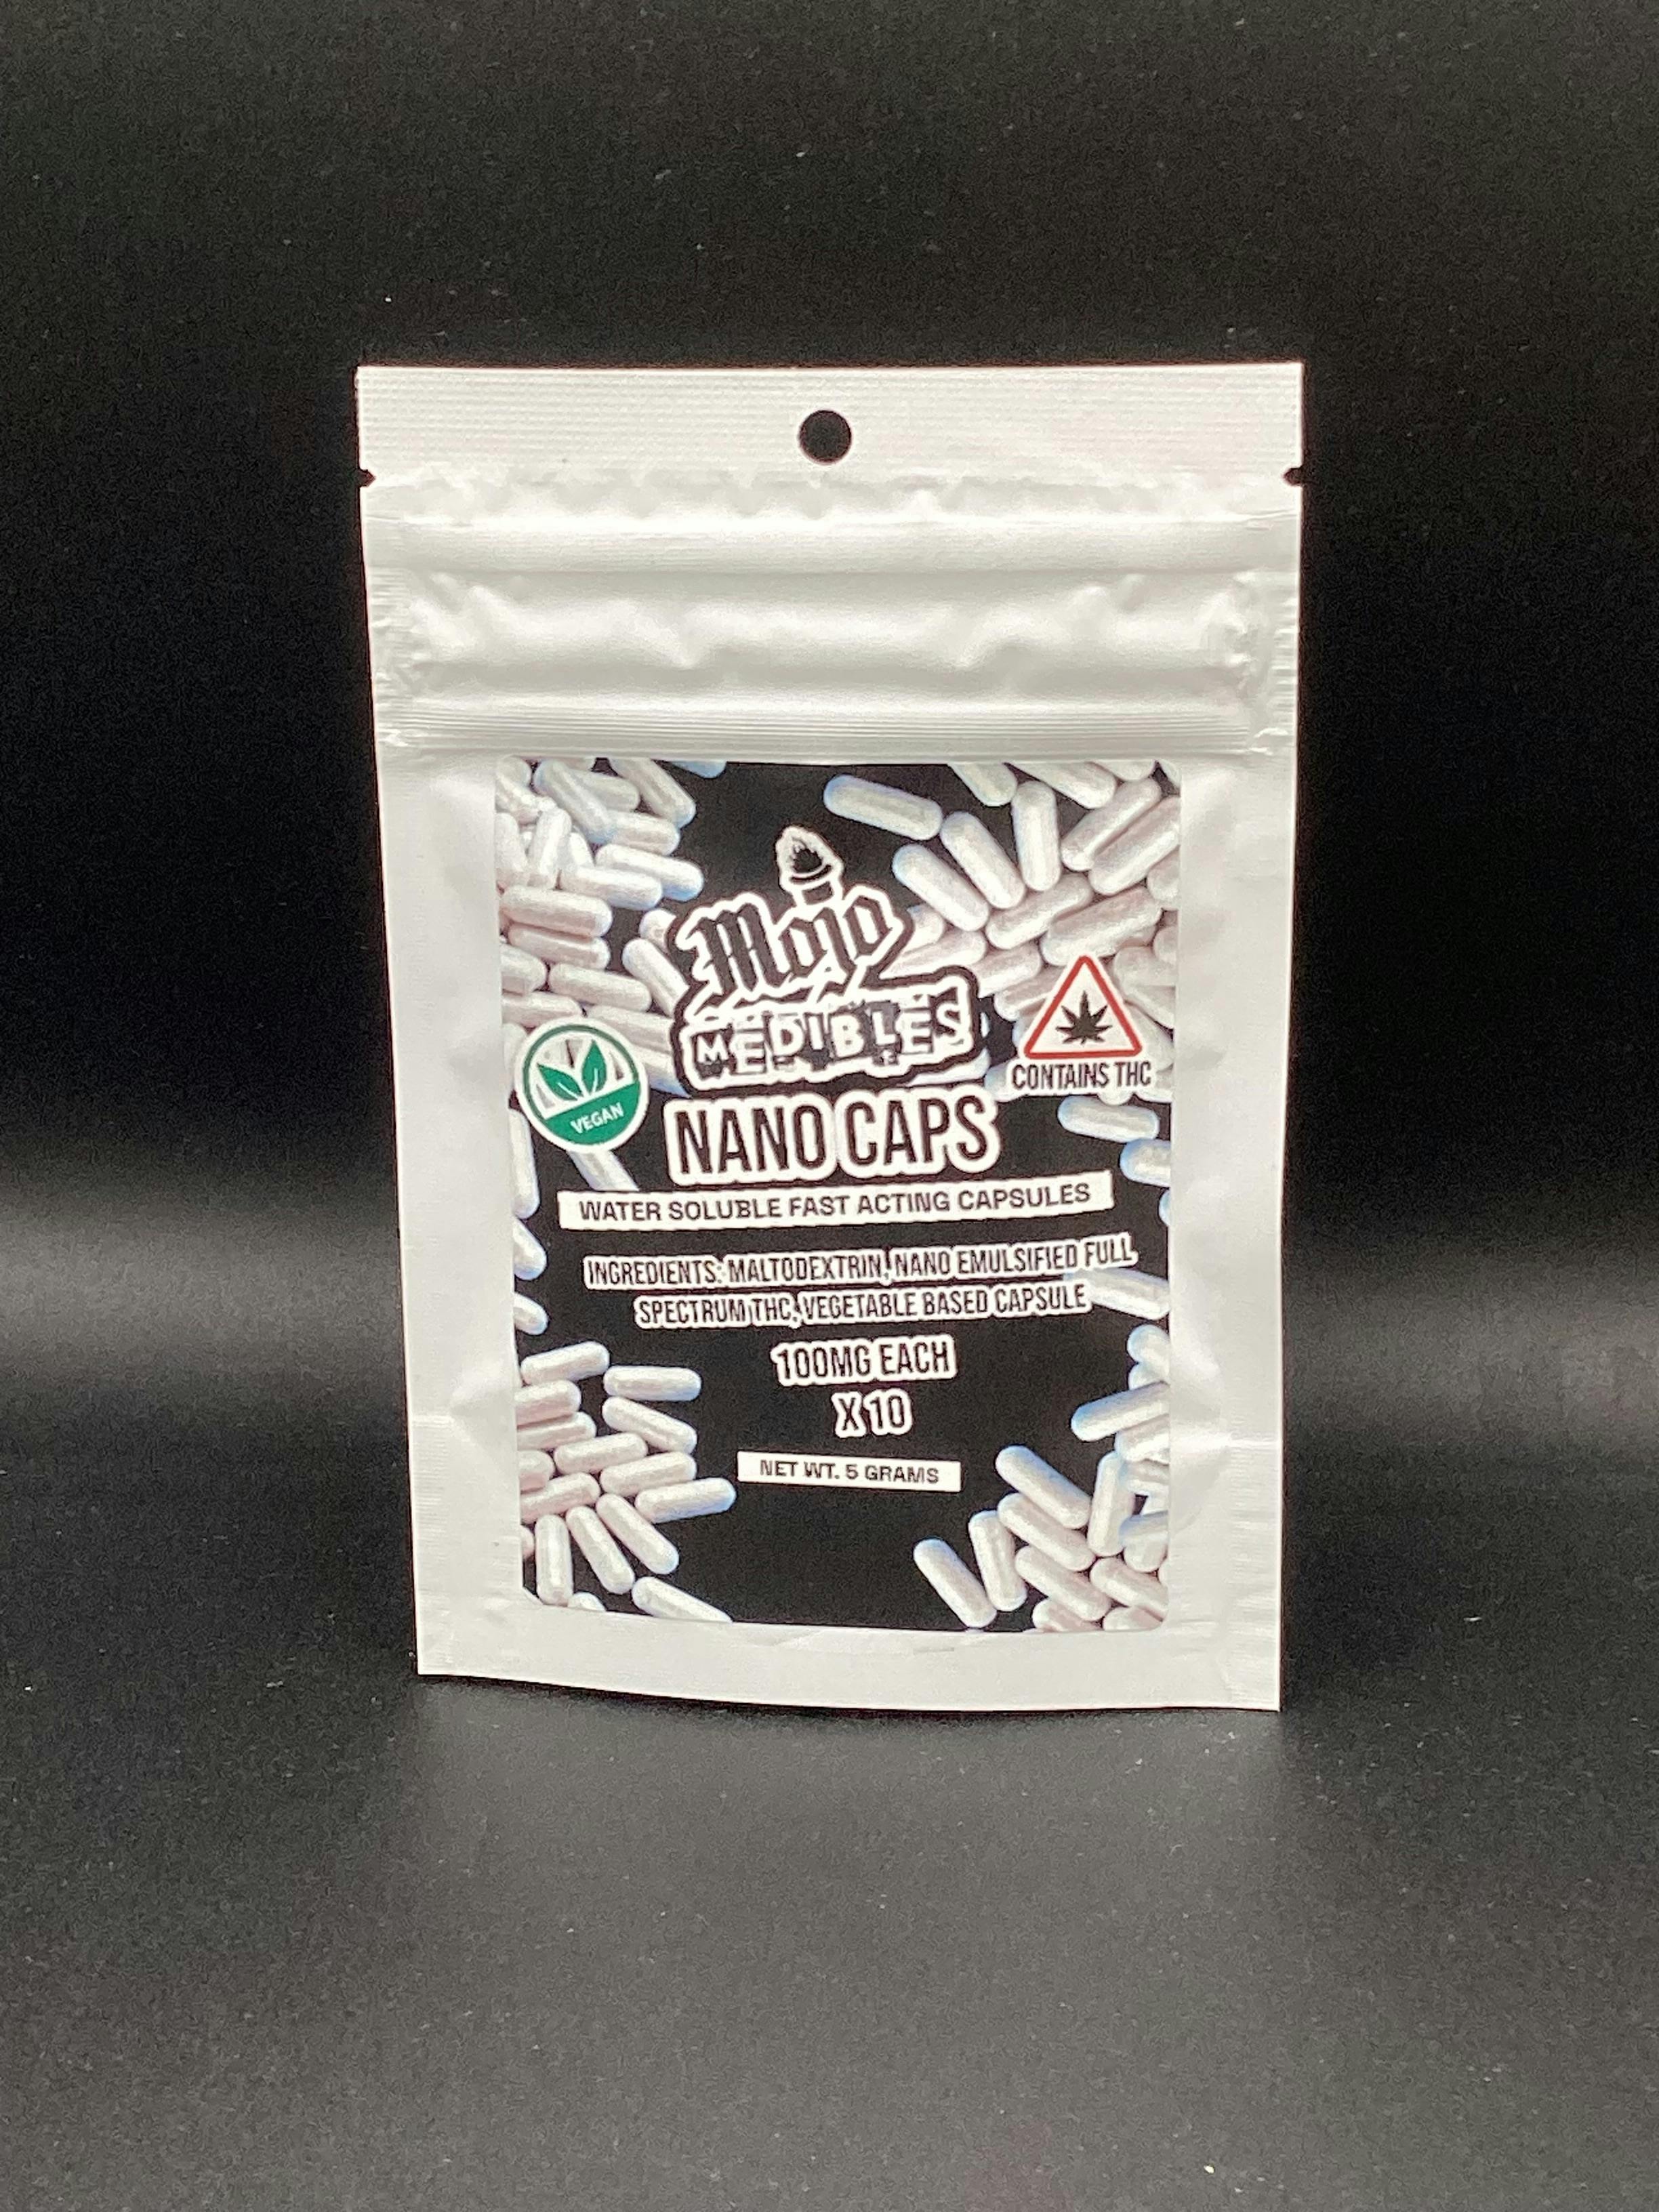 Mojo
MEDIBLES
CONTAINS THC
VEGAN
NANO CAPS
WATER SOLUBLE FAST ACTING CAPSULES
INGREDIENTS: MALTODEXTRIN, NANO EMULSIFIED FULL
SPECTRUM THC, VEGETABLE BASED CAPSULE
100MG EACH
X 10
NET WT. 5 GRAMS